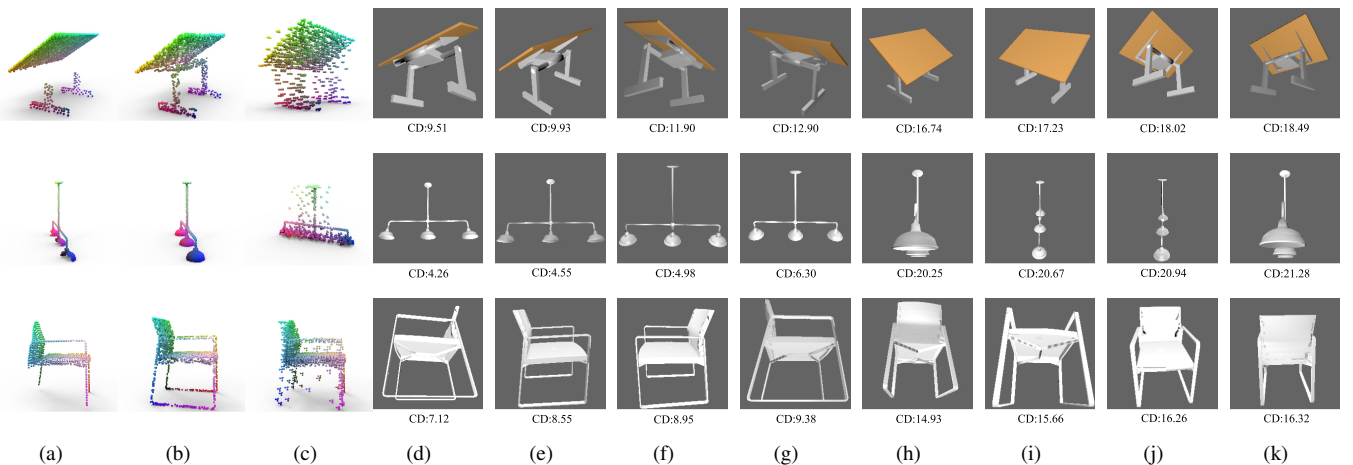 CD:9.51 CD:9.93 CD:11.90 CD:12.90 CD:16.74 CD:17.23 CD:18.02 CD:18.49
CD:4.26 CD:4.55 CD:4.98 CD:6.30 CD:20.25 CD:20.67 CD:20.94 CD:21.28
CD:7.12 CD:8.55 CD:8.95 CD:9.38 CD:14.93 CD:15.66 CD:16.26 CD:16.32
(a) (b) (c) (d) (e) (f) (g) (h) (i) (j) (k)